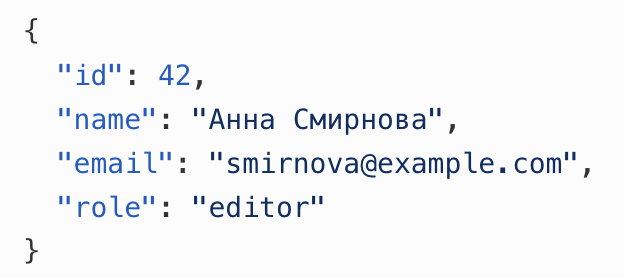 {
  "id": 42,
  "name": "Анна Смирнова",
  "email": "smirnova@example.com",
  "role": "editor"
}